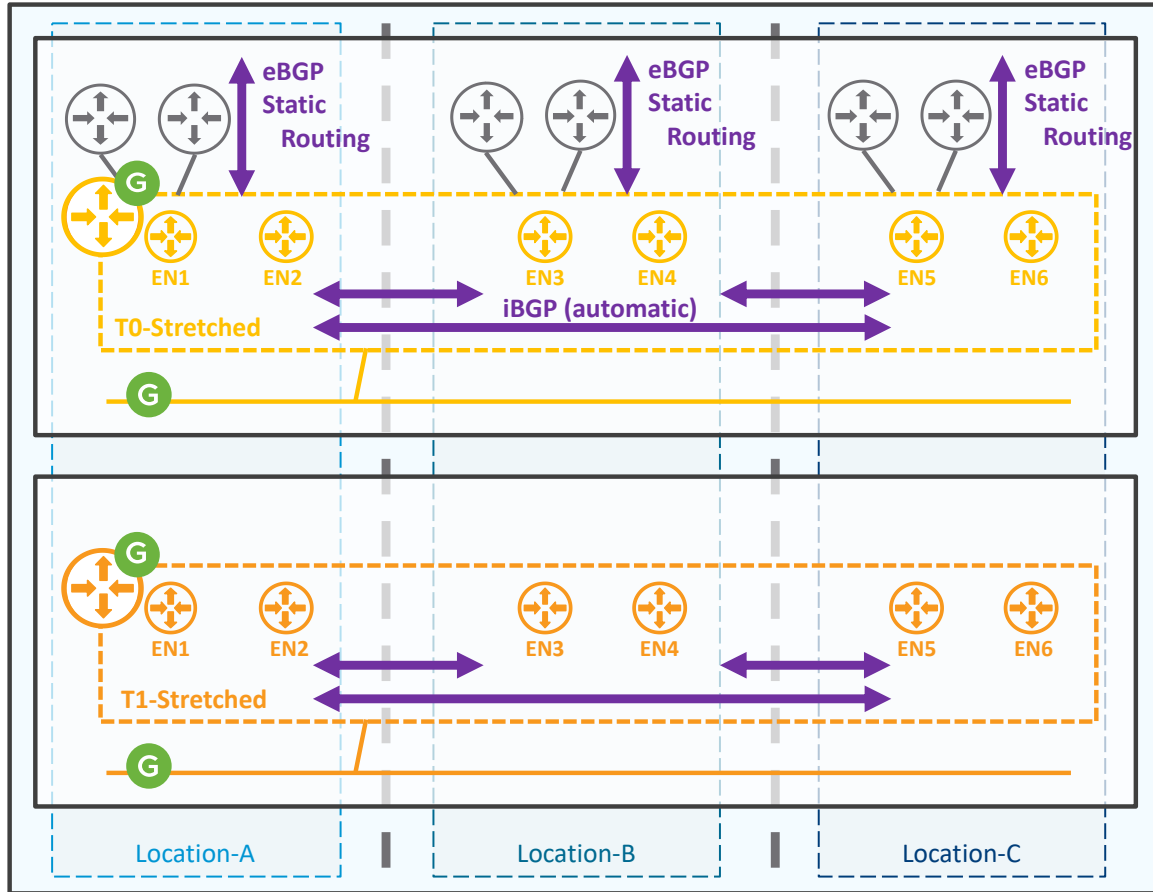 eBGP
Static
Routing
eBGP
Static
Routing
eBGP
Static
Routing
G
EN1
EN2
EN3
EN4
EN5
EN6
iBGP (automatic)
T0-Stretched
G
G
EN1
EN2
EN3
EN4
EN5
EN6
T1-Stretched
G
Location-A
Location-B
Location-C